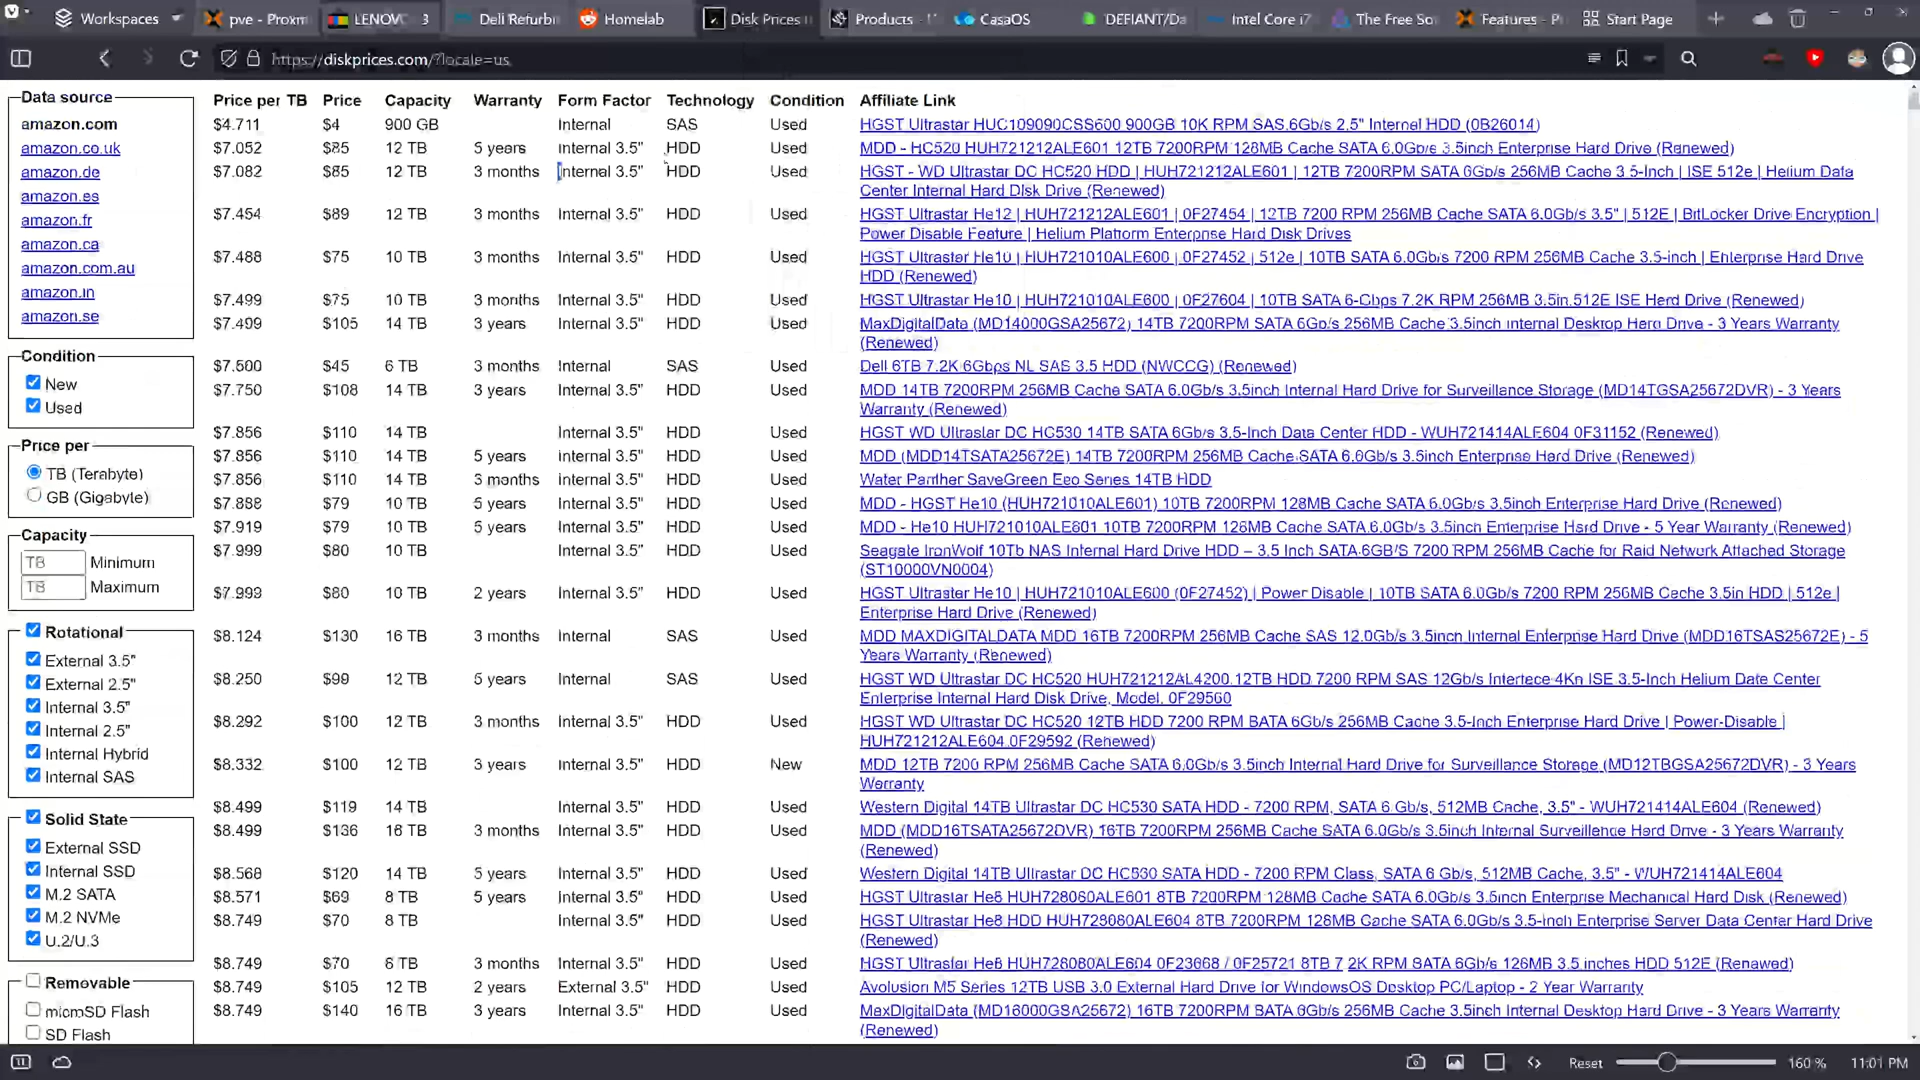 Workspaces
pve - Proxm
LENOV 3
Dell Refurbi
Homelab
Disk Prices
Products -
CasaOS
'DEFIANT/Da
Intel Core i7
The Free So
Features - P
Start Page
https://diskprices.com/?locale=us
Data source
amazon.com
amazon.co.uk
amazon.de
amazon.es
amazon.fr
amazon.ca
amazon.com.au
amazon.in
amazon.se
Condition
New
Used
Price per
TB (Terabyte)
GB (Gigabyte)
Capacity
TB Minimum
TB Maximum
Rotational
External 3.5"
External 2.5"
Internal 3.5"
Internal 2.5"
Internal Hybrid
Internal SAS
Solid State
External SSD
Internal SSD
M.2 SATA
M.2 NVMe
U.2/U.3
Removable
microSD Flash
SD Flash
Price per TB Price Capacity Warranty Form Factor Technology Condition Affiliate Link
$4.711 $4 900 GB Internal SAS Used HGST Ultrastar HUC109090CSS600 900GB 10K RPM SAS 6Gb/s 2.5" Internal HDD (0B26014)
$7.052 $85 12 TB 5 years Internal 3.5" HDD Used MDD - HC520 HUH721212ALE601 12TB 7200RPM 128MB Cache SATA 6.0Gb/s 3.5inch Enterprise Hard Drive (Renewed)
$7.082 $85 12 TB 3 months Internal 3.5" HDD Used HGST - WD Ultrastar DC HC520 HDD | HUH721212ALE601 | 12TB 7200RPM SATA 6Gb/s 256MB Cache 3.5-Inch | ISE 512e | Helium Data
Center Internal Hard Disk Drive (Renewed)
$7.454 $89 12 TB 3 months Internal 3.5" HDD Used HGST Ultrastar He12 | HUH721212ALE601 | 0F27454 | 12TB 7200 RPM 256MB Cache SATA 6.0Gb/s 3.5" | 512E | BitLocker Drive Encryption |
Power Disable Feature | Helium Platform Enterprise Hard Disk Drives
$7.488 $75 10 TB 3 months Internal 3.5" HDD Used HGST Ultrastar He10 | HUH721010ALE600 | 0F27452 | 512e | 10TB SATA 6.0Gb/s 7200 RPM 256MB Cache 3.5-inch | Enterprise Hard Drive
HDD (Renewed)
$7.499 $75 10 TB 3 months Internal 3.5" HDD Used HGST Ultrastar He10 | HUH721010ALE600 | 0F27604 | 10TB SATA 6-Gbps 7.2K RPM 256MB 3.5in 512E ISE Hard Drive (Renewed)
$7.499 $105 14 TB 3 years Internal 3.5" HDD Used MaxDigitalData (MD14000GSA25672) 14TB 7200RPM SATA 6Gb/s 256MB Cache 3.5inch Internal Desktop Hard Drive - 3 Years Warranty
(Renewed)
$7.500 $45 6 TB 3 months Internal SAS Used Dell 6TB 7.2K 6Gbps NL SAS 3.5 HDD (NWCCG) (Renewed)
$7.750 $108 14 TB 3 years Internal 3.5" HDD Used MDD 14TB 7200RPM 256MB Cache SATA 6.0Gb/s 3.5inch Internal Hard Drive for Surveillance Storage (MD14TGSA25672DVR) - 3 Years
Warranty (Renewed)
$7.856 $110 14 TB Internal 3.5" HDD Used HGST WD Ultrastar DC HC530 14TB SATA 6Gb/s 3.5-Inch Data Center HDD - WUH721414ALE604 0F31152 (Renewed)
$7.856 $110 14 TB 5 years Internal 3.5" HDD Used MDD (MDD14TSATA25672E) 14TB 7200RPM 256MB Cache SATA 6.0Gb/s 3.5inch Enterprise Hard Drive (Renewed)
$7.856 $110 14 TB 3 months Internal 3.5" HDD Used Water Panther SaveGreen Eco Series 14TB HDD
$7.888 $79 10 TB 5 years Internal 3.5" HDD Used MDD - HGST He10 (HUH721010ALE601) 10TB 7200RPM 128MB Cache SATA 6.0Gb/s 3.5inch Enterprise Hard Drive (Renewed)
$7.919 $79 10 TB 5 years Internal 3.5" HDD Used MDD - He10 HUH721010ALE601 10TB 7200RPM 128MB Cache SATA 6.0Gb/s 3.5inch Enterprise Hard Drive - 5 Year Warranty (Renewed)
$7.999 $80 10 TB Internal 3.5" HDD Used Seagate IronWolf 10Tb NAS Internal Hard Drive HDD – 3.5 Inch SATA 6GB/S 7200 RPM 256MB Cache for Raid Network Attached Storage
(ST10000VN0004)
$7.999 $80 10 TB 2 years Internal 3.5" HDD Used HGST Ultrastar He10 | HUH721010ALE600 (0F27452) | Power Disable | 10TB SATA 6.0Gb/s 7200 RPM 256MB Cache 3.5in HDD | 512e |
Enterprise Hard Drive (Renewed)
$8.124 $130 16 TB 3 months Internal SAS Used MDD MAXDIGITALDATA MDD 16TB 7200RPM 256MB Cache SAS 12.0Gb/s 3.5inch Internal Enterprise Hard Drive (MDD16TSAS25672E) - 5
Years Warranty (Renewed)
$8.250 $99 12 TB 5 years Internal SAS Used HGST WD Ultrastar DC HC520 HUH721212AL4200 12TB HDD 7200 RPM SAS 12Gb/s Interface 4Kn ISE 3.5-Inch Helium Date Center
Enterprise Internal Hard Disk Drive, Model. 0F29560
$8.292 $100 12 TB 3 months Internal 3.5" HDD Used HGST WD Ultrastar DC HC520 12TB HDD 7200 RPM SATA 6Gb/s 256MB Cache 3.5-Inch Enterprise Hard Drive | Power-Disable |
HUH721212ALE604 0F29592 (Renewed)
$8.332 $100 12 TB 3 years Internal 3.5" HDD New MDD 12TB 7200 RPM 256MB Cache SATA 6.0Gb/s 3.5inch Internal Hard Drive for Surveillance Storage (MD12TBGSA25672DVR) - 3 Years
Warranty
$8.499 $119 14 TB Internal 3.5" HDD Used Western Digital 14TB Ultrastar DC HC530 SATA HDD - 7200 RPM, SATA 6 Gb/s, 512MB Cache, 3.5" - WUH721414ALE604 (Renewed)
$8.499 $136 16 TB 3 months Internal 3.5" HDD Used MDD (MDD16TSATA25672DVR) 16TB 7200RPM 256MB Cache SATA 6.0Gb/s 3.5inch Internal Surveillence Hard Drive - 3 Years Warranty
(Renewed)
$8.568 $120 14 TB 5 years Internal 3.5" HDD Used Western Digital 14TB Ultrastar DC HC530 SATA HDD - 7200 RPM Class, SATA 6 Gb/s, 512MB Cache, 3.5" - WUH721414ALE604
$8.571 $69 8 TB 5 years Internal 3.5" HDD Used HGST Ultrastar He8 HUH728080ALE601 8TB 7200RPM 128MB Cache SATA 6.0Gb/s 3.5inch Enterprise Mechanical Hard Disk (Renewed)
$8.749 $70 8 TB Internal 3.5" HDD Used HGST Ultrastar He8 HDD HUH728080ALE604 8TB 7200RPM 128MB Cache SATA 6.0Gb/s 3.5-inch Enterprise Server Data Center Hard Drive
(Renewed)
$8.749 $70 8 TB 3 months Internal 3.5" HDD Used HGST Ultrastar He8 HUH728080ALE604 0F23668 / 0F25721 8TB 7.2K RPM SATA 6Gb/s 128MB 3.5 inches HDD 512E (Renewed)
$8.749 $105 12 TB 2 years External 3.5" HDD Used Avolusion M5 Series 12TB USB 3.0 External Hard Drive for WindowsOS Desktop PC/Laptop - 2 Year Warranty
$8.749 $140 16 TB 3 years Internal 3.5" HDD Used MaxDigitalData (MD16000GSA25672) 16TB 7200RPM SATA 6Gb/s 256MB Cache 3.5inch Internal Desktop Hard Drive - 3 Years Warranty
(Renewed)
Reset 160 % 11:01 PM